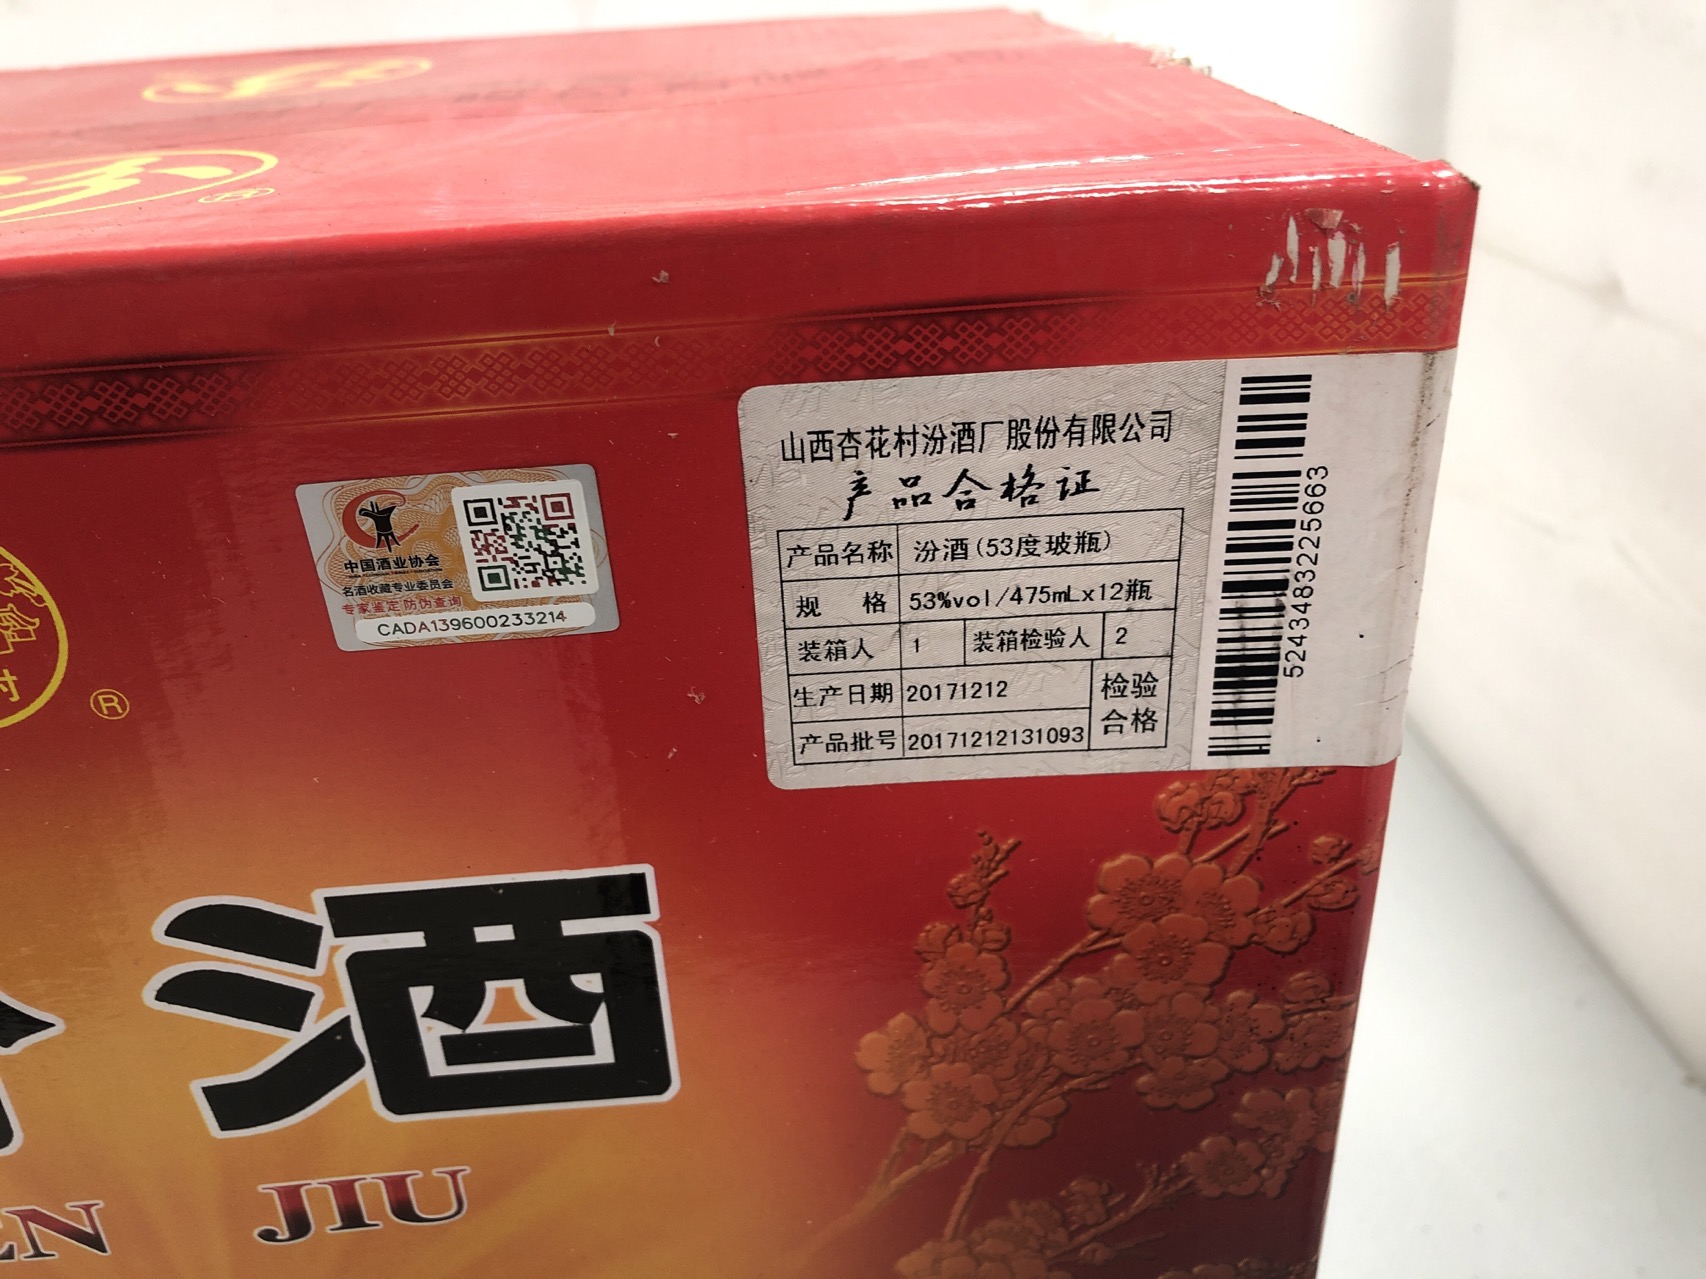 山西杏花村汾酒厂股份有限公司
产品合格证
产品名称 汾酒(53度玻瓶)
规 格 53%vol/475mLx12瓶
装箱人 1 装箱检验人 2
生产日期 20171212 检验
产品批号 20171212131093 合格
524348322 5663
中国酒业协会
名酒收藏专业委员会
专家鉴定 防伪查询
CADA139600233214
村
®
酒
EN JIU